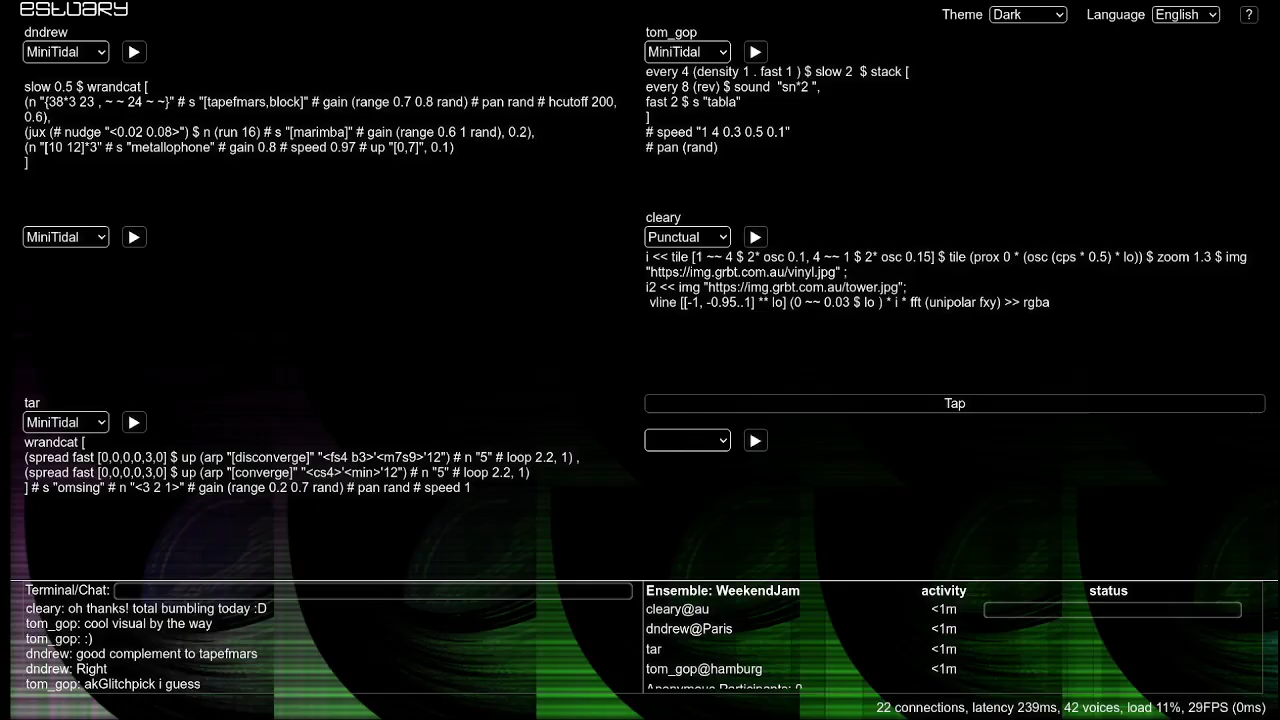 estuary
Theme Dark Language English ?
dndrew
MiniTidal
slow 0.5 $ wrandcat [
(n "{38*3 23 , ~ ~ 24 ~ ~}" # s "[tapefmars,block]" # gain (range 0.7 0.8 rand) # pan rand # hcutoff 200,
0.6),
(jux (# nudge "<0.02 0.08>") $ n (run 16) # s "[marimba]" # gain (range 0.6 1 rand), 0.2),
(n "[10 12]*3" # s "metallophone" # gain 0.8 # speed 0.97 # up "[0,7]", 0.1)
]
tom_gop
MiniTidal
every 4 (density 1 . fast 1 ) $ slow 2  $ stack [
every 8 (rev) $ sound  "sn*2 ",
fast 2 $ s "tabla"
]
# speed "1 4 0.3 0.5 0.1"
# pan (rand)
MiniTidal
cleary
Punctual
i << tile [1 ~~ 4 $ 2* osc 0.1, 4 ~~ 1 $ 2* osc 0.15] $ tile (prox 0 * (osc (cps * 0.5) * lo)) $ zoom 1.3 $ img
"https://img.grbt.com.au/vinyl.jpg" ;
i2 << img "https://img.grbt.com.au/tower.jpg";
vline [[-1, -0.95..1] ** lo] (0 ~~ 0.03 $ lo ) * i * fft (unipolar fxy) >> rgba
tar
MiniTidal
wrandcat [
(spread fast [0,0,0,0,3,0] $ up (arp "[disconverge]" "<fs4 b3>'<m7s9>'12") # n "5" # loop 2.2, 1) ,
(spread fast [0,0,0,0,3,0] $ up (arp "[converge]" "<cs4>'<min>'12") # n "5" # loop 2.2, 1)
] # s "omsing" # n "<3 2 1>" # gain (range 0.2 0.7 rand) # pan rand # speed 1
Tap
Terminal/Chat:
cleary: oh thanks! total bumbling today :D
tom_gop: cool visual by the way
tom_gop: :)
dndrew: good complement to tapefmars
dndrew: Right
tom_gop: akGlitchpick i guess
Ensemble: WeekendJam activity status
cleary@au <1m
dndrew@Paris <1m
tar <1m
tom_gop@hamburg <1m
Anonymous Participants: 0
22 connections, latency 239ms, 42 voices, load 11%, 29FPS (0ms)